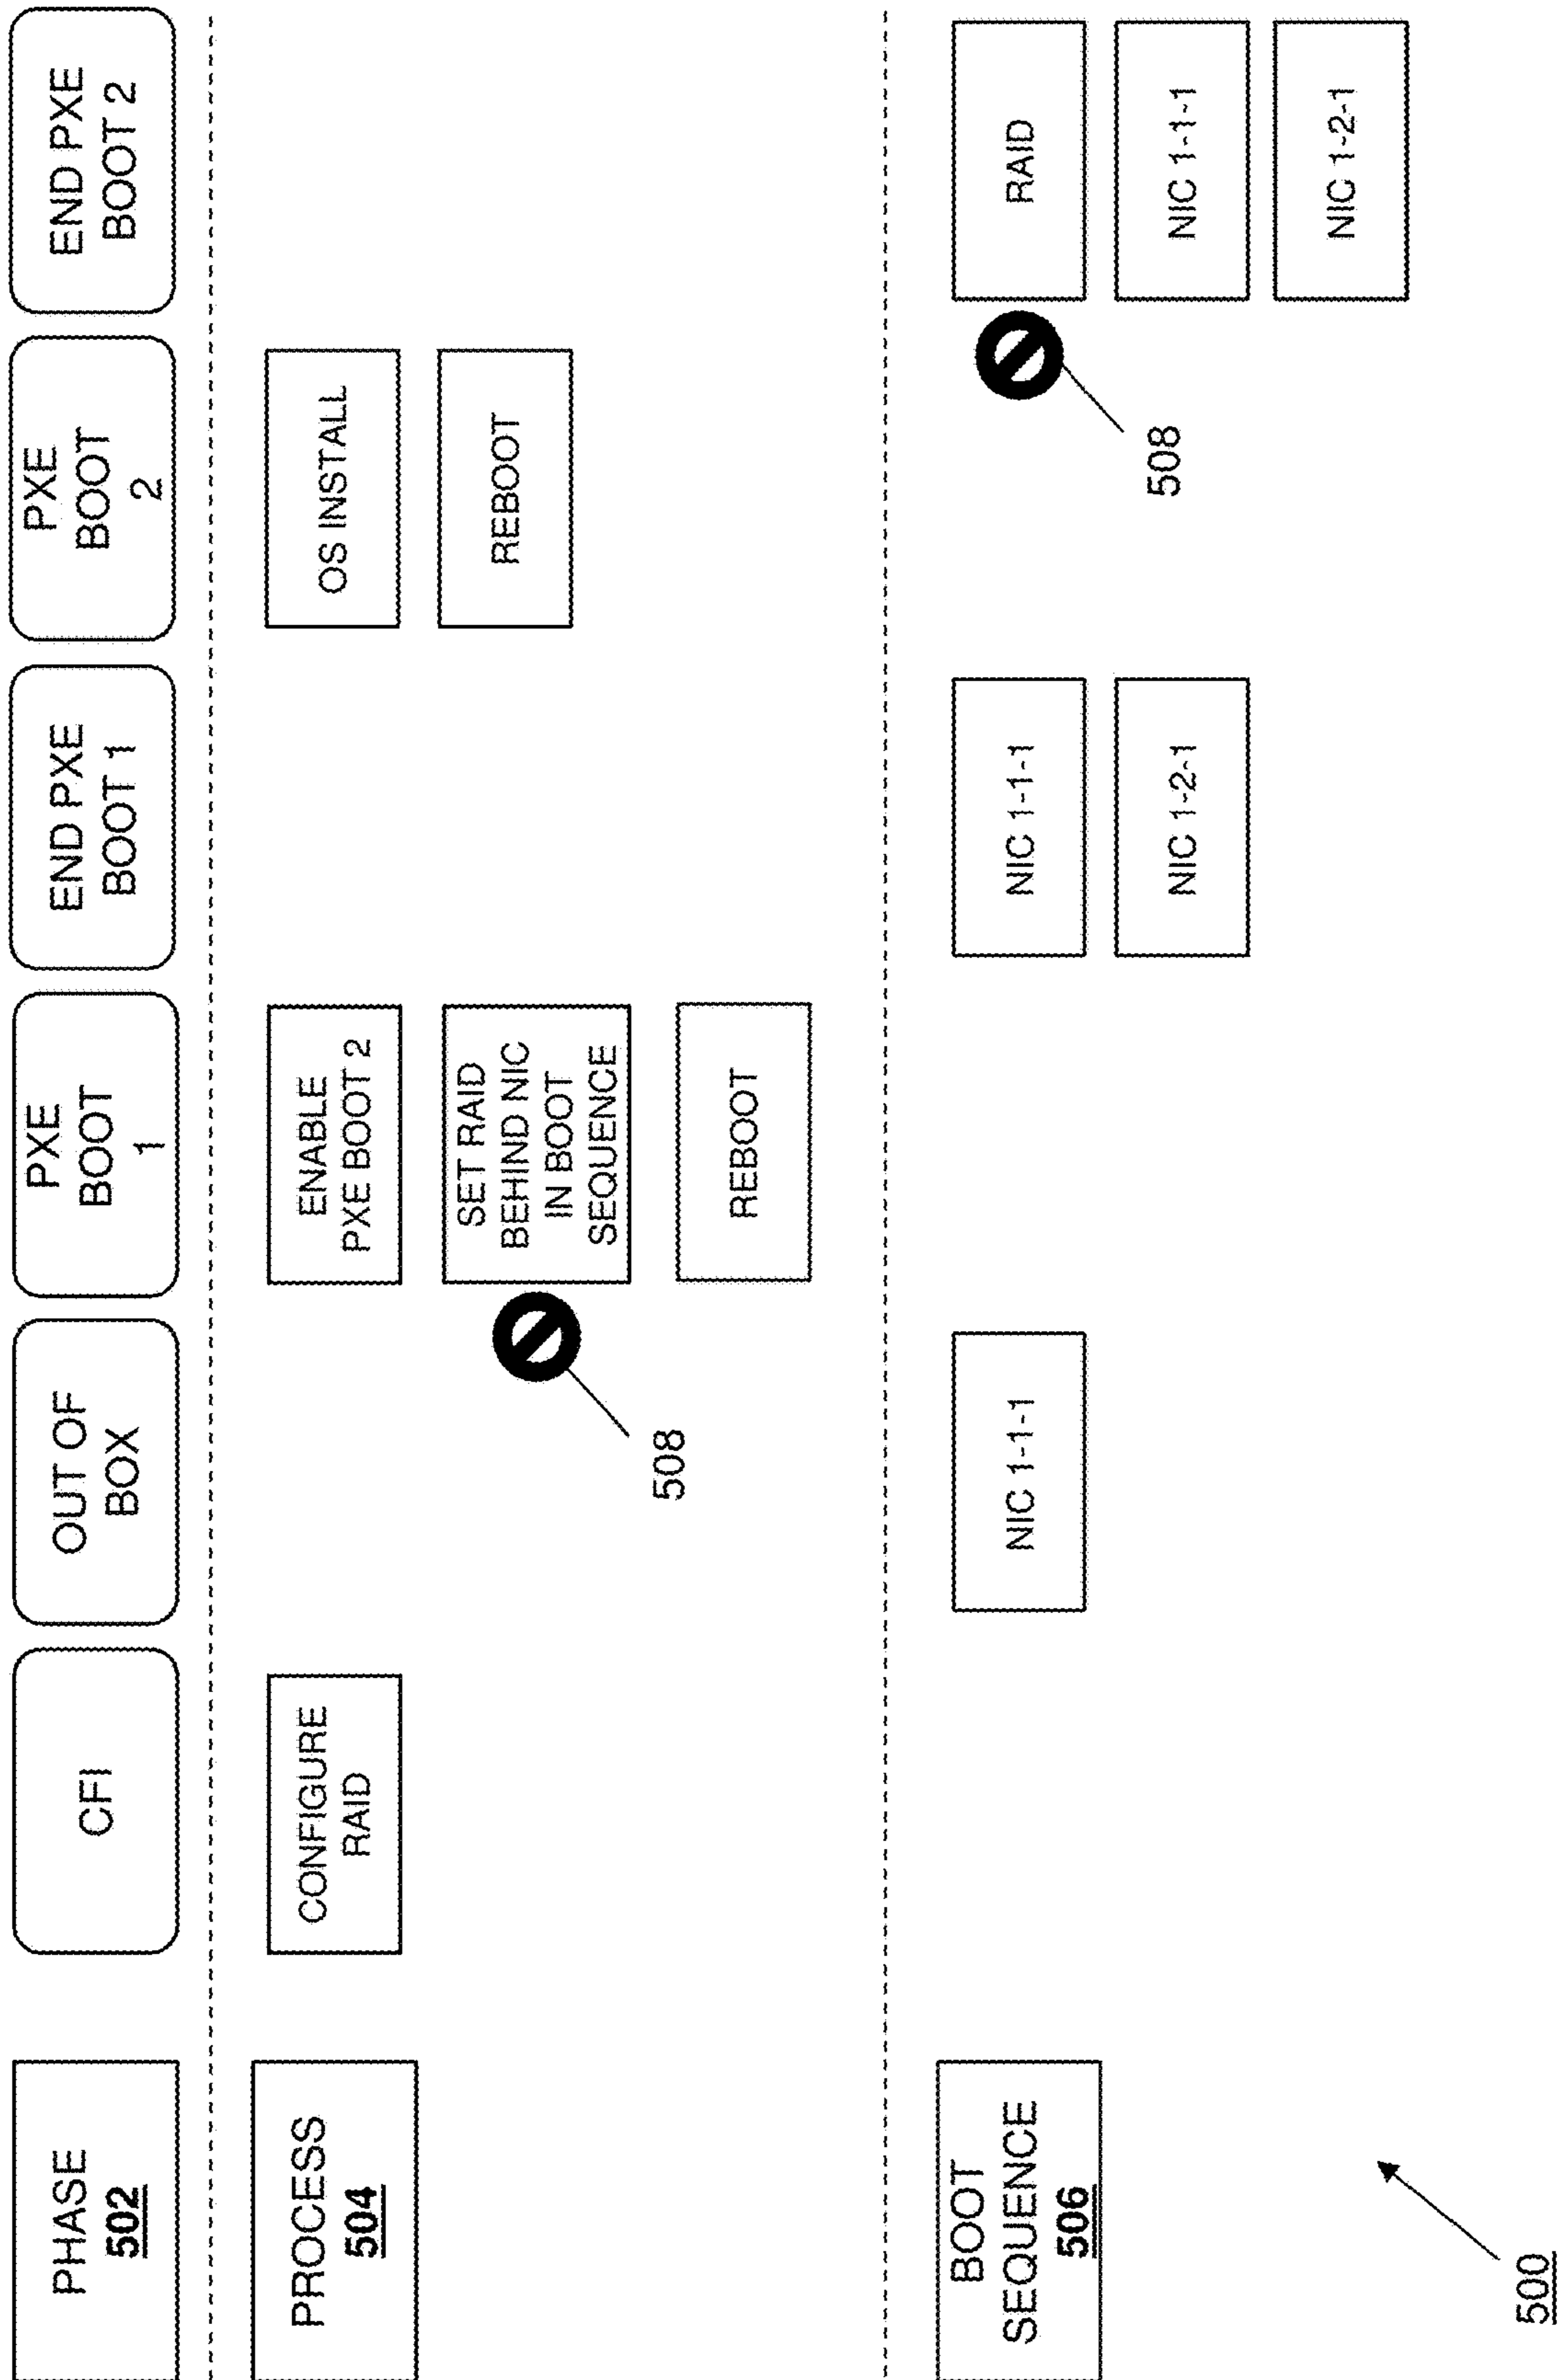 PHASE
502
CFI
OUT OF
BOX
PXE
BOOT
1
END PXE
BOOT 1
PXE
BOOT
2
END PXE
BOOT 2
PROCESS
504
CONFIGURE
RAID
ENABLE
PXE BOOT 2
SET RAID
BEHIND NIC
IN BOOT
SEQUENCE
REBOOT
508
OS INSTALL
REBOOT
BOOT
SEQUENCE
506
NIC 1-1-1
NIC 1-1-1
NIC 1-2-1
508
RAID
NIC 1-1-1
NIC 1-2-1
500